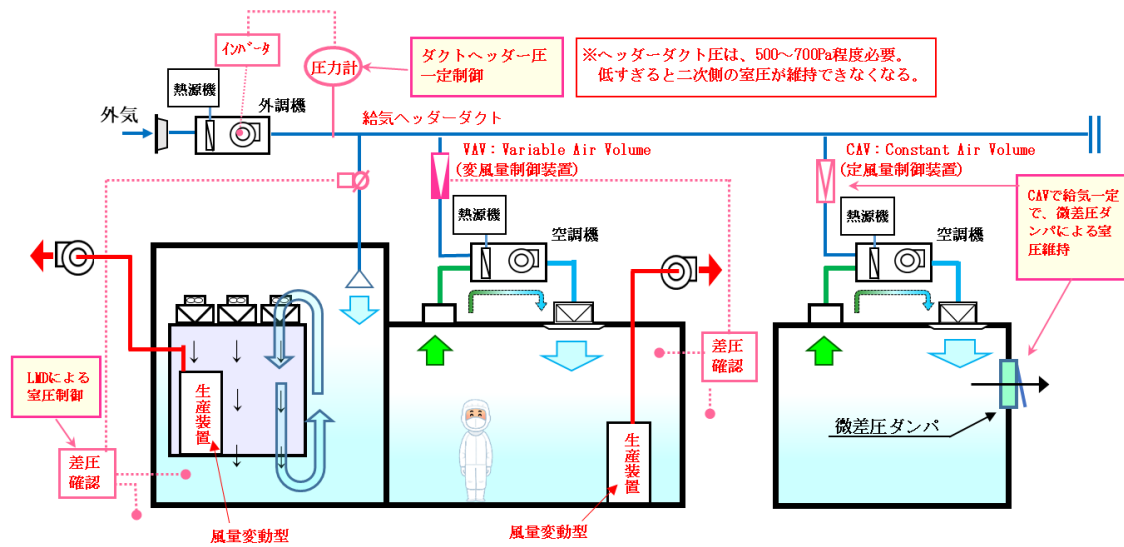 インバータ
圧力計
ダクトヘッダー圧
一定制御
※ヘッダーダクト圧は、500～700Pa程度必要。
低すぎると二次側の室圧が維持できなくなる。
熱源機
外調機
外気
給気ヘッダーダクト
VAV：Variable Air Volume
(変風量制御装置)
CAV：Constant Air Volume
(定風量制御装置)
CAVで給気一定
で、微差圧ダ
ンパによる室
圧維持
熱源機
空調機
熱源機
空調機
差圧
確認
LMDによる
室圧制御
生産装置
生産装置
微差圧ダンパ
差圧
確認
風量変動型
風量変動型